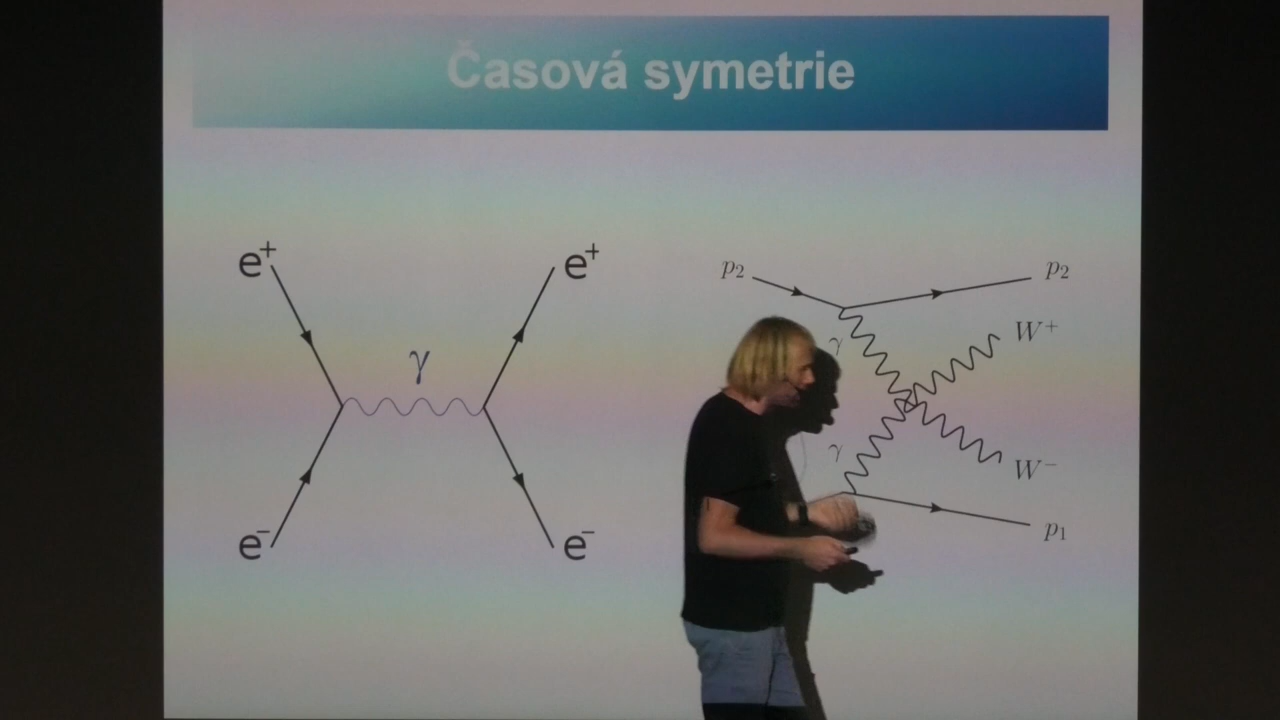 Časová symetrie
e⁺
e⁺
γ
e⁻
e⁻
p₂
p₂
γ
W⁺
γ
W⁻
p₁